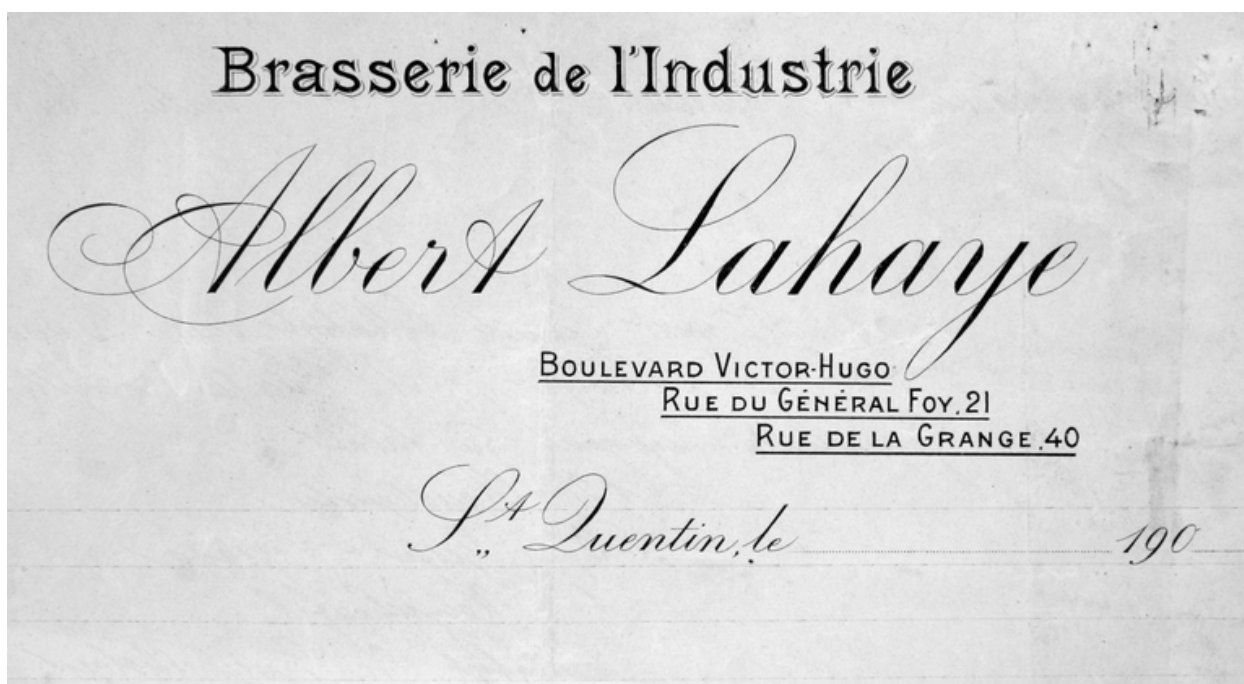 Brasserie de l'Industrie
Albert Lahaye
BOULEVARD VICTOR-HUGO
RUE DU GÉNÉRAL FOY, 21
RUE DE LA GRANGE, 40
St Quentin, le 190